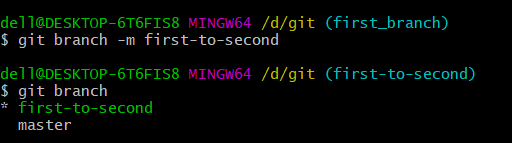 dell@DESKTOP-6T6FIS8 MINGW64 /d/git (first_branch)
$ git branch -m first-to-second
dell@DESKTOP-6T6FIS8 MINGW64 /d/git (first-to-second)
$ git branch
* first-to-second
master